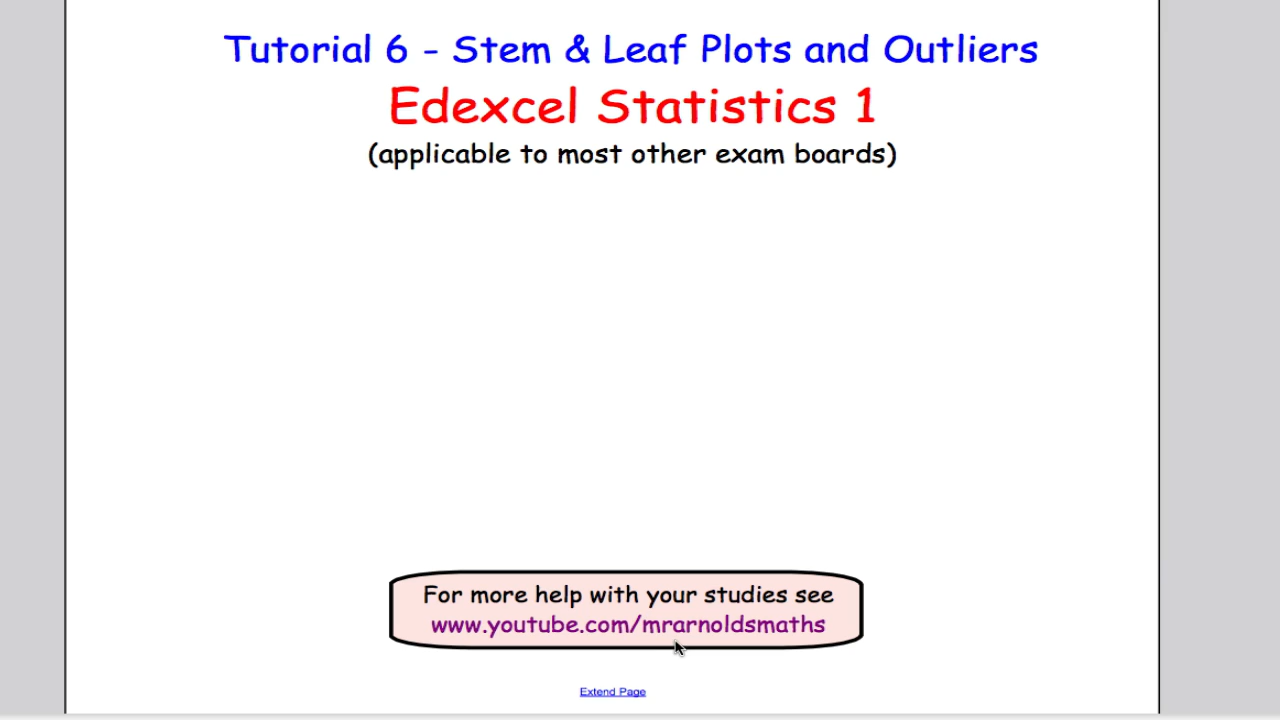 Tutorial 6 - Stem & Leaf Plots and Outliers
Edexcel Statistics 1
(applicable to most other exam boards)
For more help with your studies see
www.youtube.com/mrarnoldsmaths
Extend Page